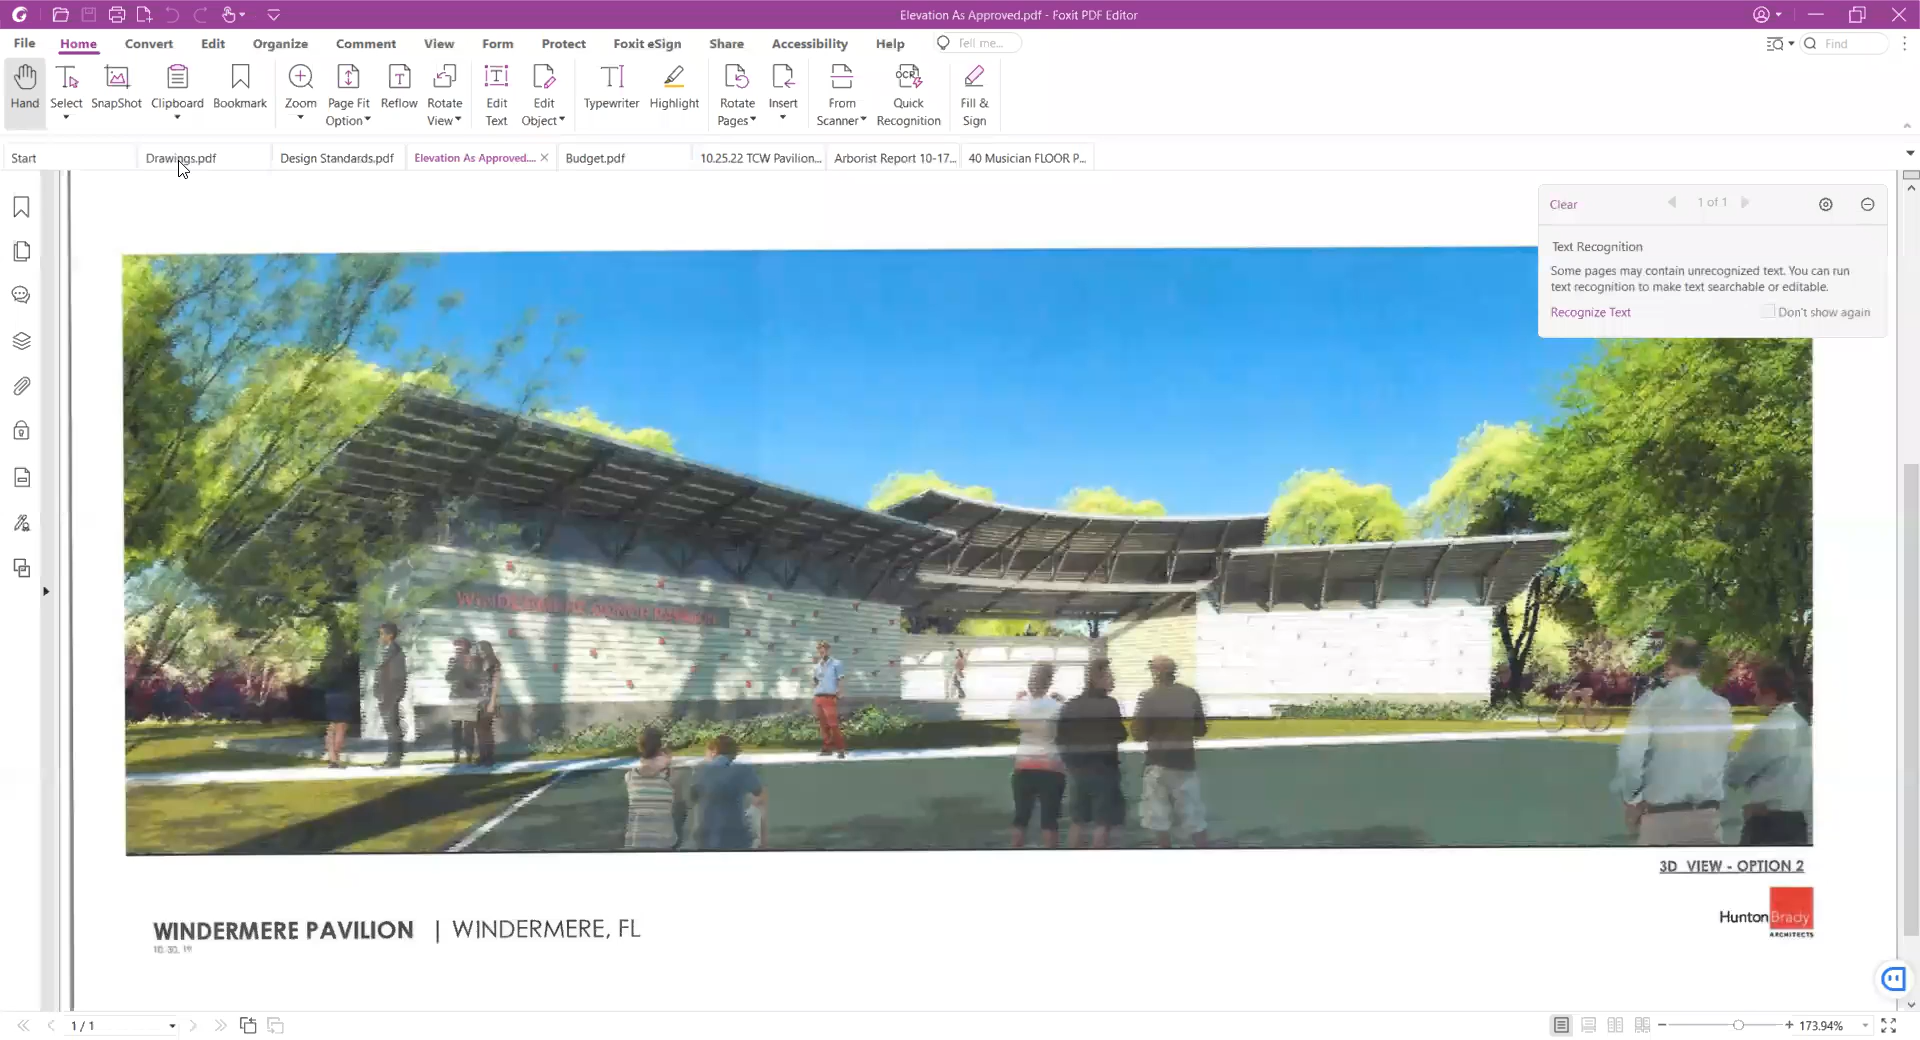 Elevation As Approved.pdf - Foxit PDF Editor
File Home Convert Edit Organize Comment View Form Protect Foxit eSign Share Accessibility Help Tell me... Find
Hand Select SnapShot Clipboard Bookmark Zoom Page Fit Option Reflow Rotate View Edit Text Edit Object Typewriter Highlight Rotate Pages Insert From Scanner OCR Quick Recognition Fill & Sign
Start Drawings.pdf Design Standards.pdf Elevation As Approved.... Budget.pdf 10.25.22 TCW Pavilion... Arborist Report 10-17... 40 Musician FLOOR P...
Clear 1 of 1
Text Recognition
Some pages may contain unrecognized text. You can run
text recognition to make text searchable or editable.
Recognize Text Don't show again
3D VIEW - OPTION 2
WINDERMERE PAVILION | WINDERMERE, FL
HuntonBrady
ARCHITECTS
1 / 1 173.94%